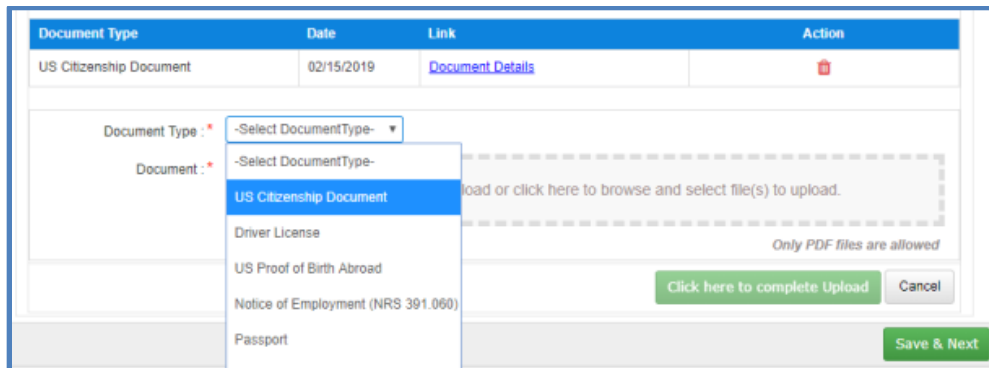 Document Type Date Link Action
US Citizenship Document 02/15/2019 Document Details
Document Type : * -Select DocumentType-
Document : * -Select DocumentType-
load or click here to browse and select file(s) to upload.
US Citizenship Document
Driver License
Only PDF files are allowed
US Proof of Birth Abroad
Click here to complete Upload Cancel
Notice of Employment (NRS 391.060)
Passport
Save & Next